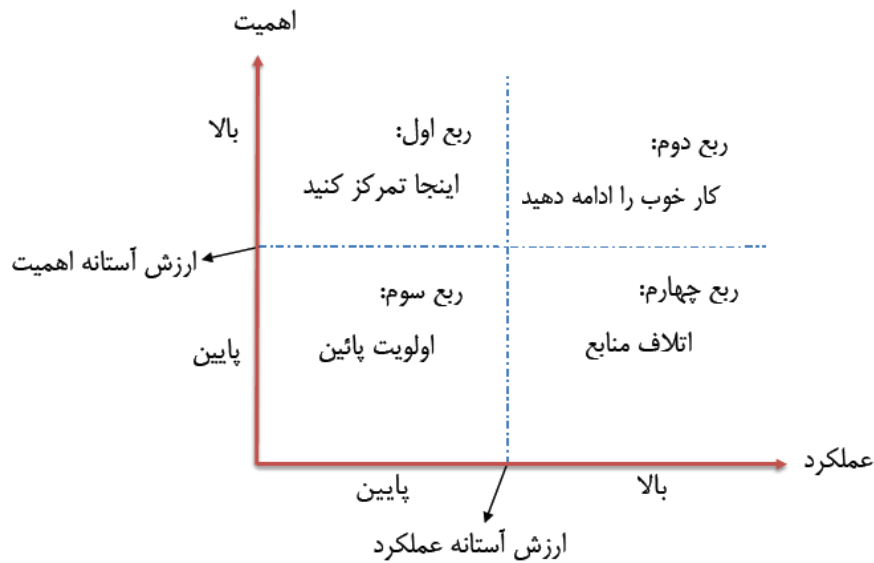 اهمیت
بالا
ربع اول:
اینجا تمرکز کنید
ربع دوم:
کار خوب را ادامه دهید
ارزش آستانه اهمیت
پایین
ربع سوم:
اولویت پائین
ربع چهارم:
اتلاف منابع
عملکرد
پایین
بالا
ارزش آستانه عملکرد